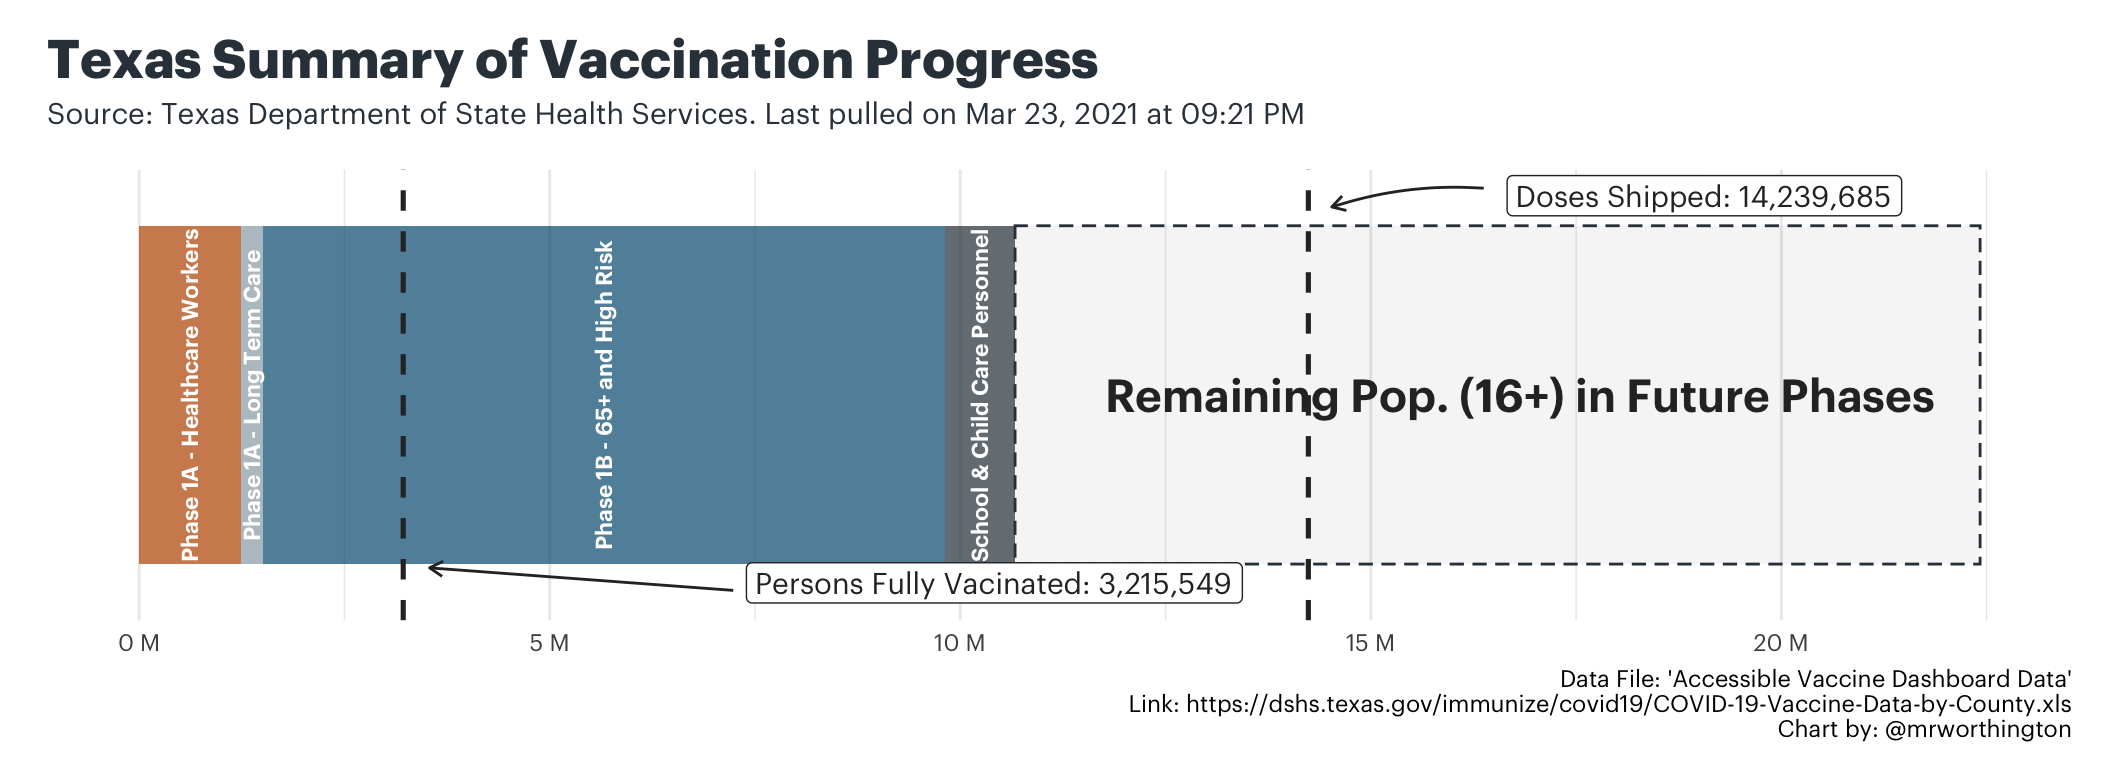 Texas Summary of Vaccination Progress
Source: Texas Department of State Health Services. Last pulled on Mar 23, 2021 at 09:21 PM
Doses Shipped: 14,239,685
Phase 1A - Healthcare Workers
Phase 1A - Long Term Care
Phase 1B - 65+ and High Risk
School & Child Care Personnel
Remaining Pop. (16+) in Future Phases
Persons Fully Vacinated: 3,215,549
0 M
5 M
10 M
15 M
20 M
Data File: 'Accessible Vaccine Dashboard Data'
Link: https://dshs.texas.gov/immunize/covid19/COVID-19-Vaccine-Data-by-County.xls
Chart by: @mrworthington